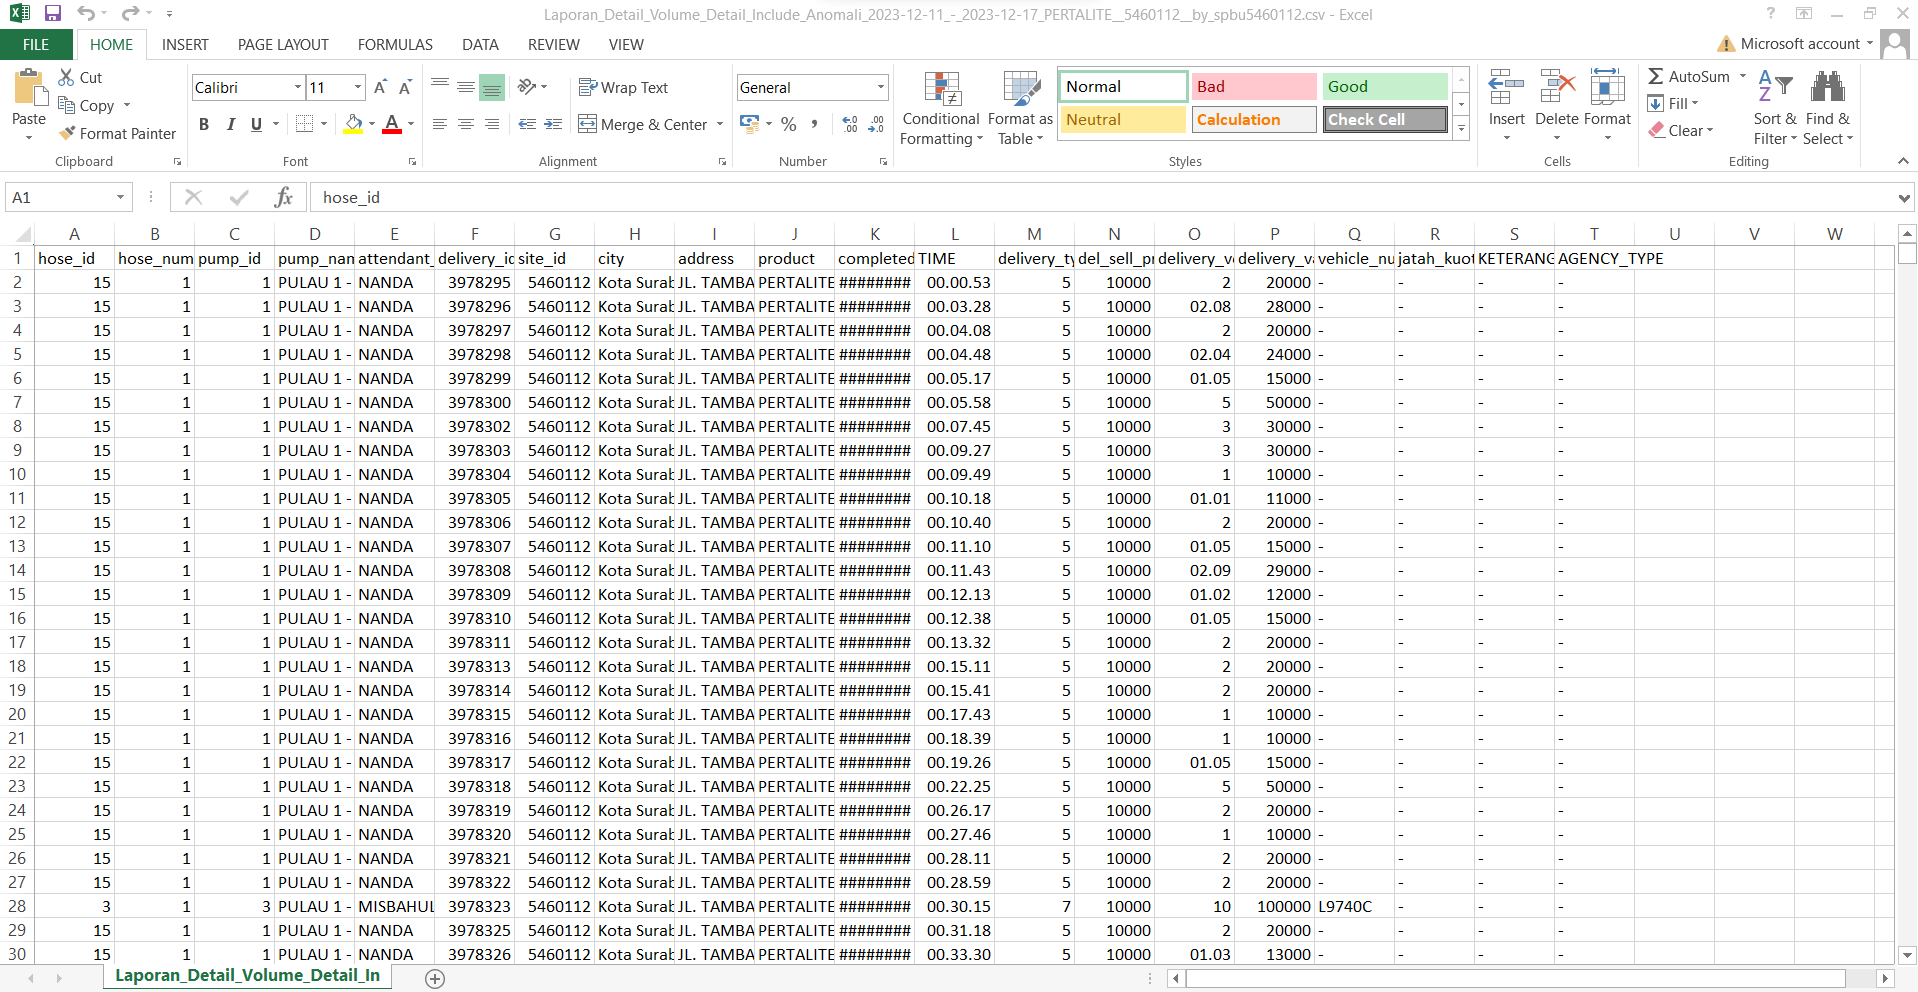 Laporan_Detail_Volume_Detail_Include_Anomali_2023-12-11_-_2023-12-17_PERTALITE__5460112__by_spbu5460112.csv - Excel
FILE HOME INSERT PAGE LAYOUT FORMULAS DATA REVIEW VIEW Microsoft account
Cut
Copy
Format Painter
Paste
Clipboard
Calibri 11
B I U A
Font
Wrap Text
Merge & Center
Alignment
General
%
Number
Conditional Formatting
Format as Table
Normal Bad Good
Neutral Calculation Check Cell
Styles
Insert Delete Format
Cells
AutoSum
Fill
Clear
Sort & Filter
Find & Select
Editing
A1 fx hose_id
A B C D E F G H I J K L M N O P Q R S T U V W
1 hose_id hose_num pump_id pump_nan attendant_ delivery_id site_id city address product completed TIME delivery_ty del_sell_pr delivery_vo delivery_va vehicle_nu jatah_kuot KETERANG AGENCY_TYPE
2 15 1 1 PULAU 1 - NANDA 3978295 5460112 Kota Surab JL. TAMBA PERTALITE ######## 00.00.53 5 10000 2 20000 - - - -
3 15 1 1 PULAU 1 - NANDA 3978296 5460112 Kota Surab JL. TAMBA PERTALITE ######## 00.03.28 5 10000 02.08 28000 - - - -
4 15 1 1 PULAU 1 - NANDA 3978297 5460112 Kota Surab JL. TAMBA PERTALITE ######## 00.04.08 5 10000 2 20000 - - - -
5 15 1 1 PULAU 1 - NANDA 3978298 5460112 Kota Surab JL. TAMBA PERTALITE ######## 00.04.48 5 10000 02.04 24000 - - - -
6 15 1 1 PULAU 1 - NANDA 3978299 5460112 Kota Surab JL. TAMBA PERTALITE ######## 00.05.17 5 10000 01.05 15000 - - - -
7 15 1 1 PULAU 1 - NANDA 3978300 5460112 Kota Surab JL. TAMBA PERTALITE ######## 00.05.58 5 10000 5 50000 - - - -
8 15 1 1 PULAU 1 - NANDA 3978302 5460112 Kota Surab JL. TAMBA PERTALITE ######## 00.07.45 5 10000 3 30000 - - - -
9 15 1 1 PULAU 1 - NANDA 3978303 5460112 Kota Surab JL. TAMBA PERTALITE ######## 00.09.27 5 10000 3 30000 - - - -
10 15 1 1 PULAU 1 - NANDA 3978304 5460112 Kota Surab JL. TAMBA PERTALITE ######## 00.09.49 5 10000 1 10000 - - - -
11 15 1 1 PULAU 1 - NANDA 3978305 5460112 Kota Surab JL. TAMBA PERTALITE ######## 00.10.18 5 10000 01.01 11000 - - - -
12 15 1 1 PULAU 1 - NANDA 3978306 5460112 Kota Surab JL. TAMBA PERTALITE ######## 00.10.40 5 10000 2 20000 - - - -
13 15 1 1 PULAU 1 - NANDA 3978307 5460112 Kota Surab JL. TAMBA PERTALITE ######## 00.11.10 5 10000 01.05 15000 - - - -
14 15 1 1 PULAU 1 - NANDA 3978308 5460112 Kota Surab JL. TAMBA PERTALITE ######## 00.11.43 5 10000 02.09 29000 - - - -
15 15 1 1 PULAU 1 - NANDA 3978309 5460112 Kota Surab JL. TAMBA PERTALITE ######## 00.12.13 5 10000 01.02 12000 - - - -
16 15 1 1 PULAU 1 - NANDA 3978310 5460112 Kota Surab JL. TAMBA PERTALITE ######## 00.12.38 5 10000 01.05 15000 - - - -
17 15 1 1 PULAU 1 - NANDA 3978311 5460112 Kota Surab JL. TAMBA PERTALITE ######## 00.13.32 5 10000 2 20000 - - - -
18 15 1 1 PULAU 1 - NANDA 3978313 5460112 Kota Surab JL. TAMBA PERTALITE ######## 00.15.11 5 10000 2 20000 - - - -
19 15 1 1 PULAU 1 - NANDA 3978314 5460112 Kota Surab JL. TAMBA PERTALITE ######## 00.15.41 5 10000 2 20000 - - - -
20 15 1 1 PULAU 1 - NANDA 3978315 5460112 Kota Surab JL. TAMBA PERTALITE ######## 00.17.43 5 10000 1 10000 - - - -
21 15 1 1 PULAU 1 - NANDA 3978316 5460112 Kota Surab JL. TAMBA PERTALITE ######## 00.18.39 5 10000 1 10000 - - - -
22 15 1 1 PULAU 1 - NANDA 3978317 5460112 Kota Surab JL. TAMBA PERTALITE ######## 00.19.26 5 10000 01.05 15000 - - - -
23 15 1 1 PULAU 1 - NANDA 3978318 5460112 Kota Surab JL. TAMBA PERTALITE ######## 00.22.25 5 10000 5 50000 - - - -
24 15 1 1 PULAU 1 - NANDA 3978319 5460112 Kota Surab JL. TAMBA PERTALITE ######## 00.26.17 5 10000 2 20000 - - - -
25 15 1 1 PULAU 1 - NANDA 3978320 5460112 Kota Surab JL. TAMBA PERTALITE ######## 00.27.46 5 10000 1 10000 - - - -
26 15 1 1 PULAU 1 - NANDA 3978321 5460112 Kota Surab JL. TAMBA PERTALITE ######## 00.28.11 5 10000 2 20000 - - - -
27 15 1 1 PULAU 1 - NANDA 3978322 5460112 Kota Surab JL. TAMBA PERTALITE ######## 00.28.59 5 10000 2 20000 - - - -
28 3 1 3 PULAU 1 - MISBAHUL 3978323 5460112 Kota Surab JL. TAMBA PERTALITE ######## 00.30.15 7 10000 10 100000 L9740C - - -
29 15 1 1 PULAU 1 - NANDA 3978325 5460112 Kota Surab JL. TAMBA PERTALITE ######## 00.31.18 5 10000 2 20000 - - - -
30 15 1 1 PULAU 1 - NANDA 3978326 5460112 Kota Surab JL. TAMBA PERTALITE ######## 00.33.30 5 10000 01.03 13000 - - - -
Laporan_Detail_Volume_Detail_In